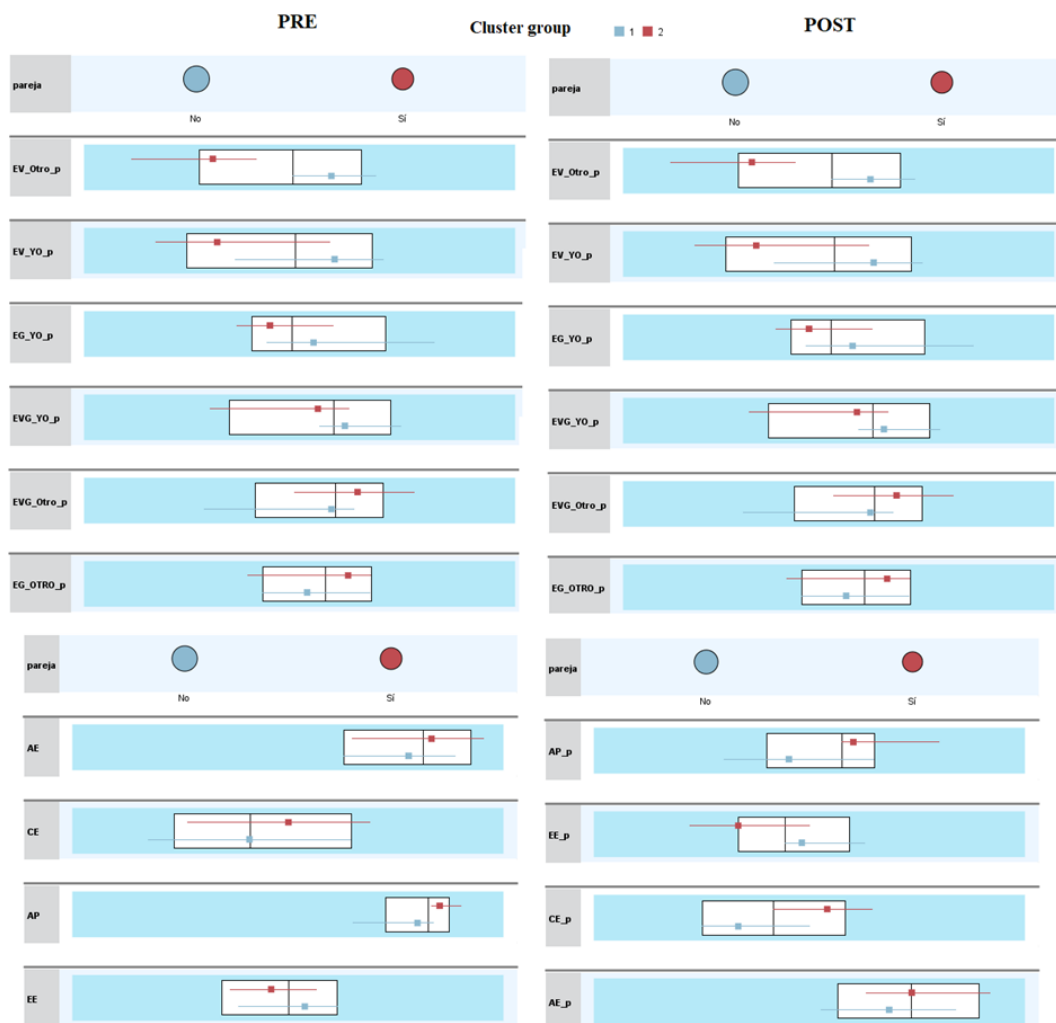 PRE
Cluster group 1 2
POST
pareja
No Sí
EV_Otro_p
EV_YO_p
EG_YO_p
EVG_YO_p
EVG_Otro_p
EG_OTRO_p
pareja
No Sí
EV_Otro_p
EV_YO_p
EG_YO_p
EVG_YO_p
EVG_Otro_p
EG_OTRO_p
pareja
No Sí
AE
CE
AP
EE
pareja
No Sí
AP_p
EE_p
CE_p
AE_p